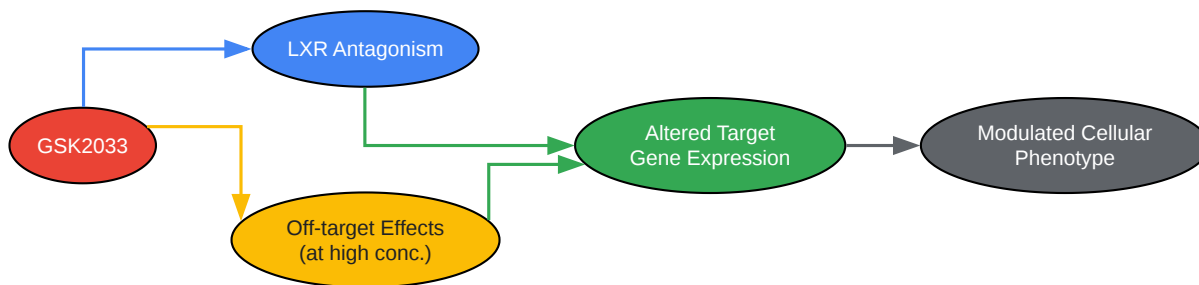 LXR Antagonism
GSK2033
Altered Target
Gene Expression
Modulated Cellular
Phenotype
Off-target Effects
(at high conc.)